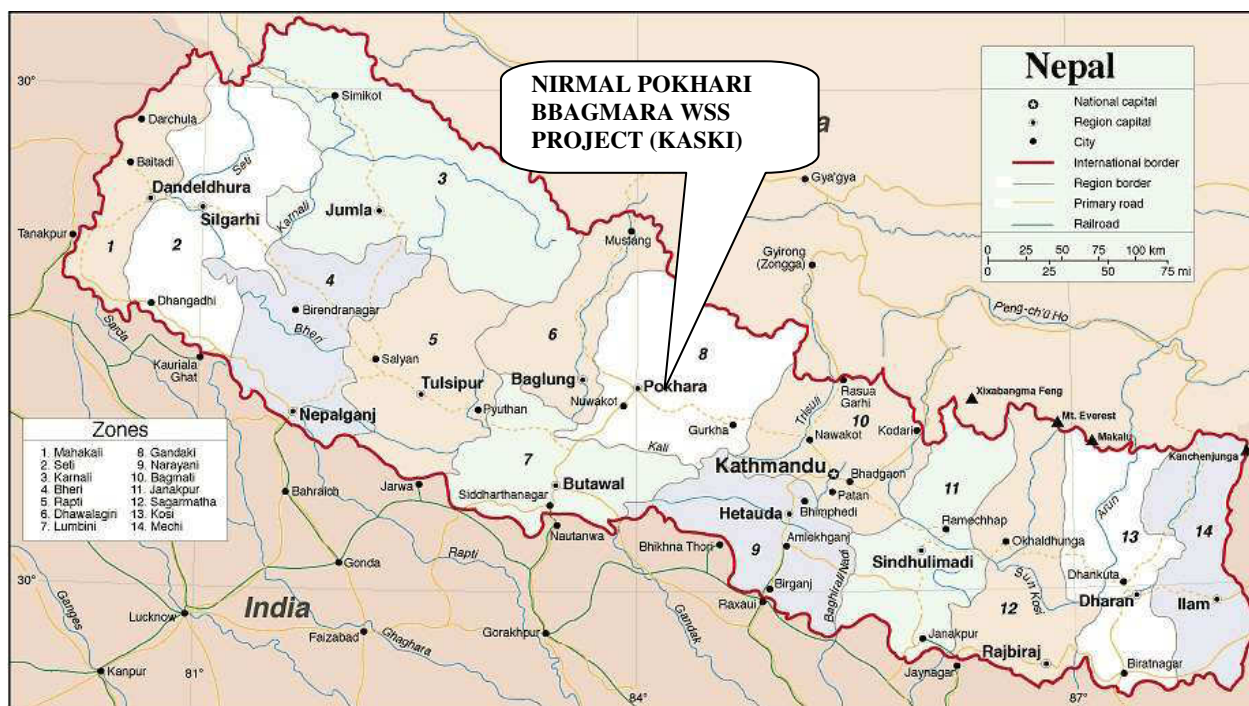 NIRMAL POKHARI
BBAGMARA WSS
PROJECT (KASKI)
Nepal
National capital
Region capital
City
International border
Region border
Primary road
Railroad
0 25 50 75 100 km
0 25 50 75 mi
30°
30°
a
Simikot
Darchula
Baitadi
Seti
Dandeldhura
Silgarhi
Karnali
Jumla
3
Gya'gya
Tanakpur
1
2
Mustang
Gyirong
(Zongga)
4
Dhangadhi
Birendranagar
Bheri
5
6
8
P'eng-ch'ü Ho
Sarda
Kauriala
Ghat
Salyan
Tulsipur
Baglung
Pokhara
Rasua
Garhi
Xixabangma Feng
Nepalganj
Pyuthan
Nuwakot
Gurkha
Trisuli
10
Kodari
Mt. Everest
Makalu
Nawakot
Kanchenjunga
Zones
1. Mahakali
2. Seti
3. Karnali
4. Bheri
5. Rapti
6. Dhawalagiri
7. Lumbini
8. Gandaki
9. Narayani
10. Bagmati
11. Janakpur
12. Sagarmatha
13. Kosi
14. Mechi
Kali
7
Kathmandu
Bhadgaon
Patan
Bahraich
Jarwa
Siddharthanagar
Butawal
Bhimphedi
Hetauda
11
Arun
14
Nautanwa
Ramechhap
13
Bhikhna Thori
9
Amlekhganj
Okhaldhunga
Rapti
Gonda
Sindhulimadi
Birganj
Baghirati Nadi
Sun Kosi
Dhankuta
Dharan
Ilam
Ganges
Lucknow
India
Faizabad
Ghaghara
Gorakhpur
Gandak
Raxaul
12
Janakpur
Rajbiraj
Kanpur
81°
84°
Jaynagar
87°
Biratnagar